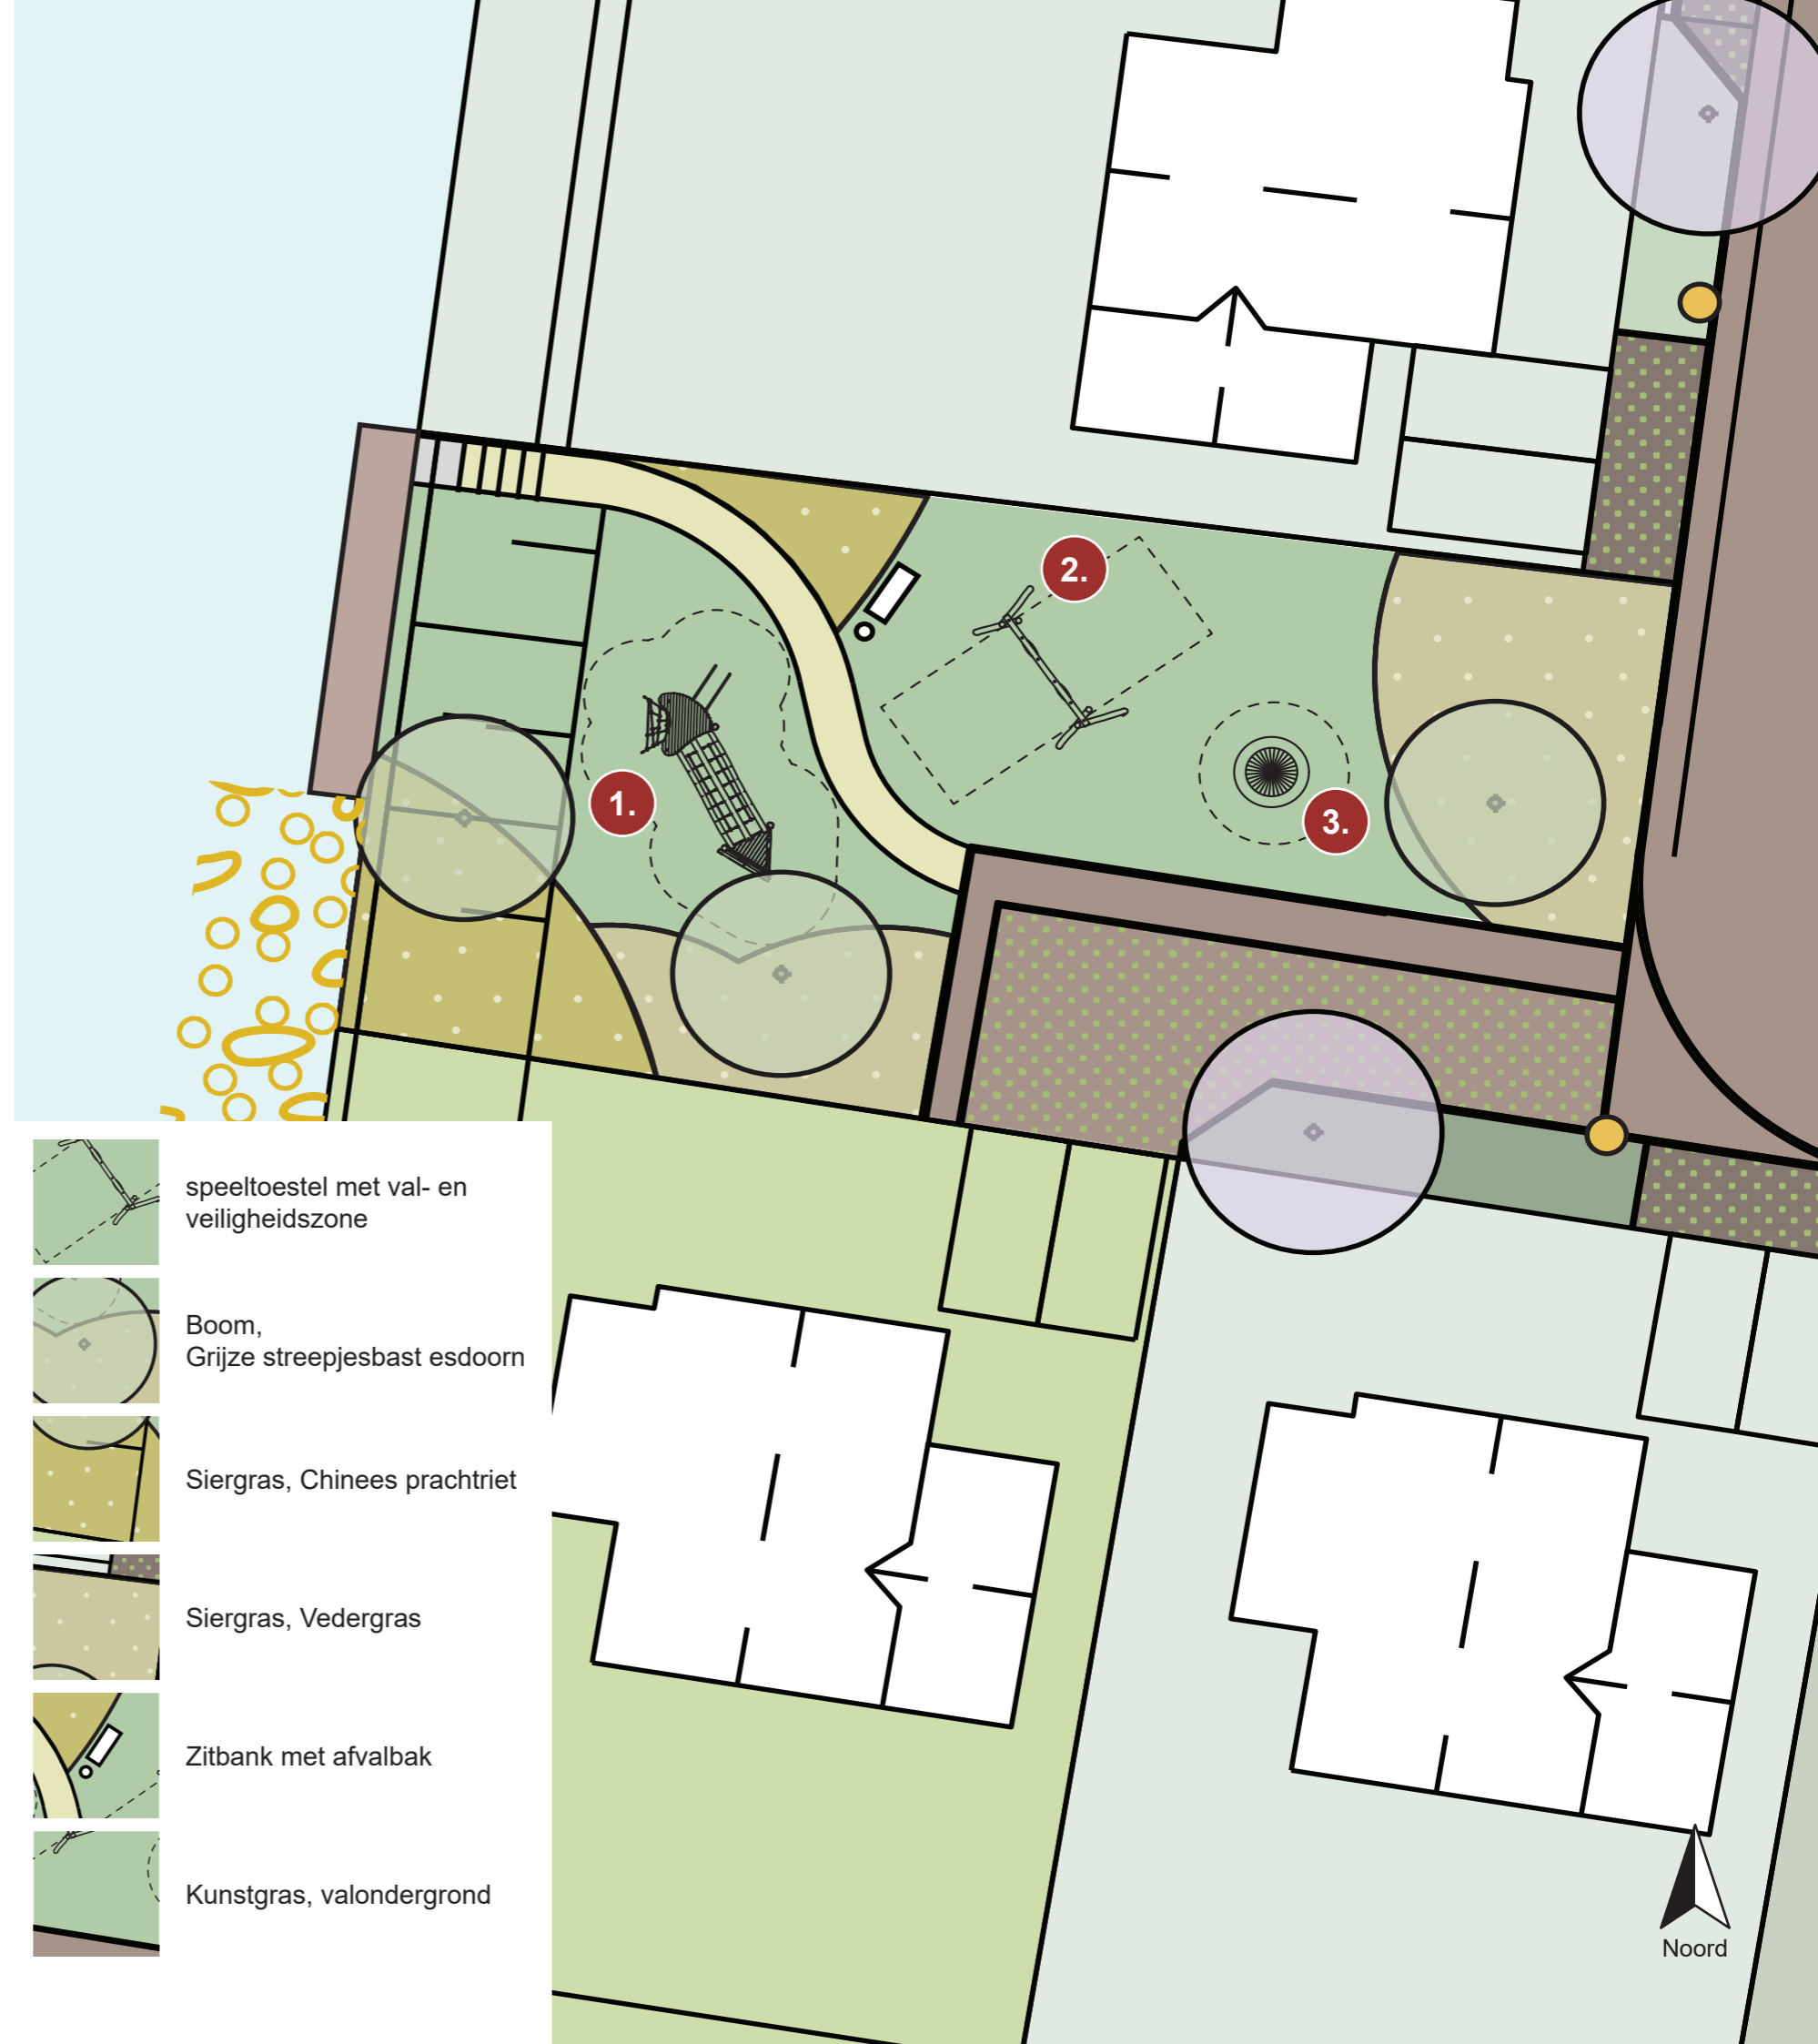 2.
1.
3.
speeltoestel met val- en
veiligheidszone
Boom,
Grijze streepjesbast esdoorn
Siergras, Chinees prachtriet
Siergras, Vedergras
Zitbank met afvalbak
Kunstgras, valondergrond
Noord